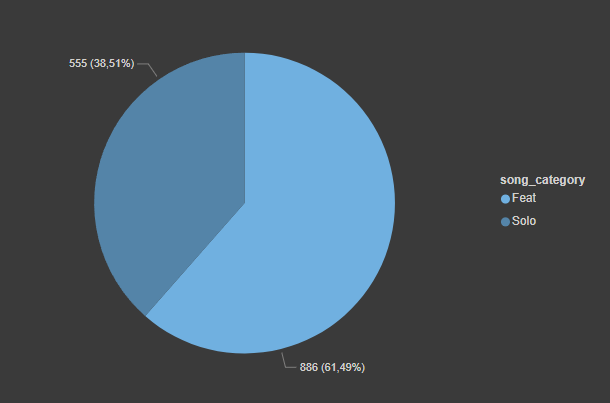 555 (38,51%)
song_category
Feat
Solo
886 (61,49%)